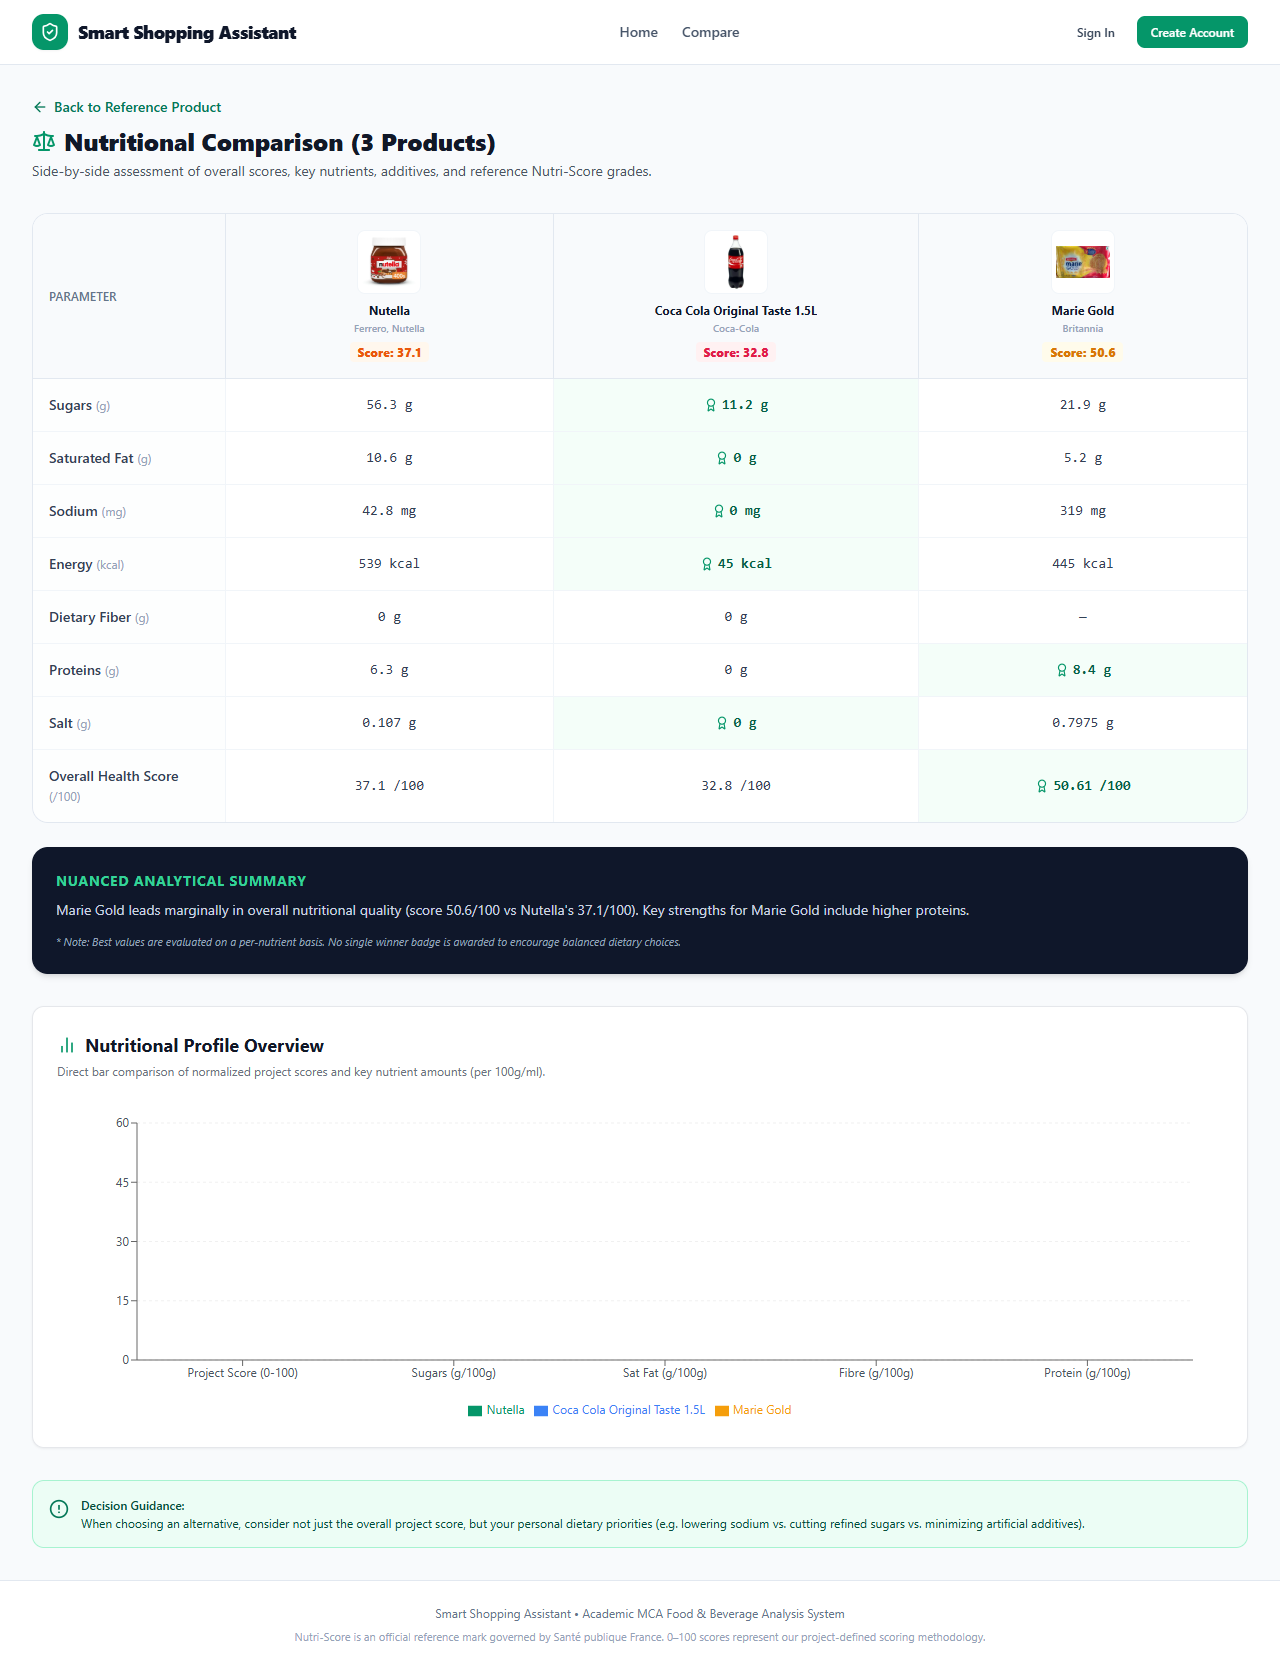 Smart Shopping Assistant
Home
Compare
Sign In
Create Account
Back to Reference Product
Nutritional Comparison (3 Products)
Side-by-side assessment of overall scores, key nutrients, additives, and reference Nutri-Score grades.
PARAMETER
nutella
Nutella
Ferrero, Nutella
Score: 37.1
Coca Cola Original Taste 1.5L
Coca-Cola
Score: 32.8
Marie Gold
Britannia
Score: 50.6
Sugars (g) 56.3 g 11.2 g 21.9 g
Saturated Fat (g) 10.6 g 0 g 5.2 g
Sodium (mg) 42.8 mg 0 mg 319 mg
Energy (kcal) 539 kcal 45 kcal 445 kcal
Dietary Fiber (g) 0 g 0 g —
Proteins (g) 6.3 g 0 g 8.4 g
Salt (g) 0.107 g 0 g 0.7975 g
Overall Health Score
(/100) 37.1 /100 32.8 /100 50.61 /100
NUANCED ANALYTICAL SUMMARY
Marie Gold leads marginally in overall nutritional quality (score 50.6/100 vs Nutella's 37.1/100). Key strengths for Marie Gold include higher proteins.
* Note: Best values are evaluated on a per-nutrient basis. No single winner badge is awarded to encourage balanced dietary choices.
Nutritional Profile Overview
Direct bar comparison of normalized project scores and key nutrient amounts (per 100g/ml).
60
45
30
15
0
Project Score (0-100) Sugars (g/100g) Sat Fat (g/100g) Fibre (g/100g) Protein (g/100g)
Nutella Coca Cola Original Taste 1.5L Marie Gold
Decision Guidance:
When choosing an alternative, consider not just the overall project score, but your personal dietary priorities (e.g. lowering sodium vs. cutting refined sugars vs. minimizing artificial additives).
Smart Shopping Assistant • Academic MCA Food & Beverage Analysis System
Nutri-Score is an official reference mark governed by Santé publique France. 0–100 scores represent our project-defined scoring methodology.